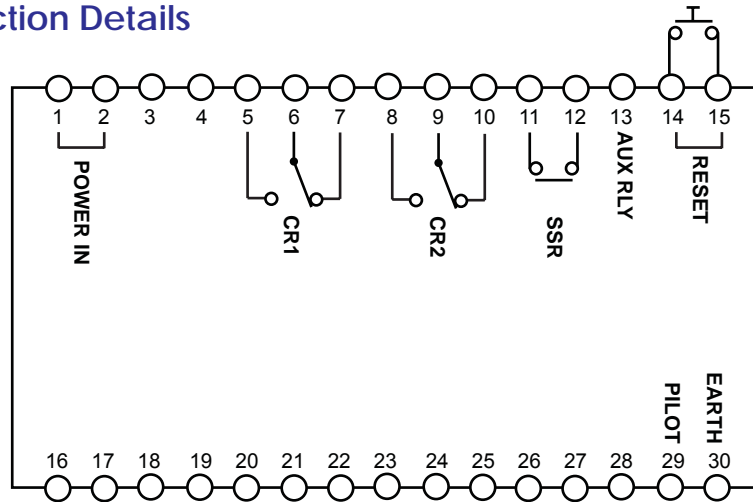 ction Details
1 2 3 4 5 6 7 8 9 10 11 12 13 14 15
POWER IN
CR1
CR2
SSR
AUX RLY
RESET
PILOT
EARTH
16 17 18 19 20 21 22 23 24 25 26 27 28 29 30